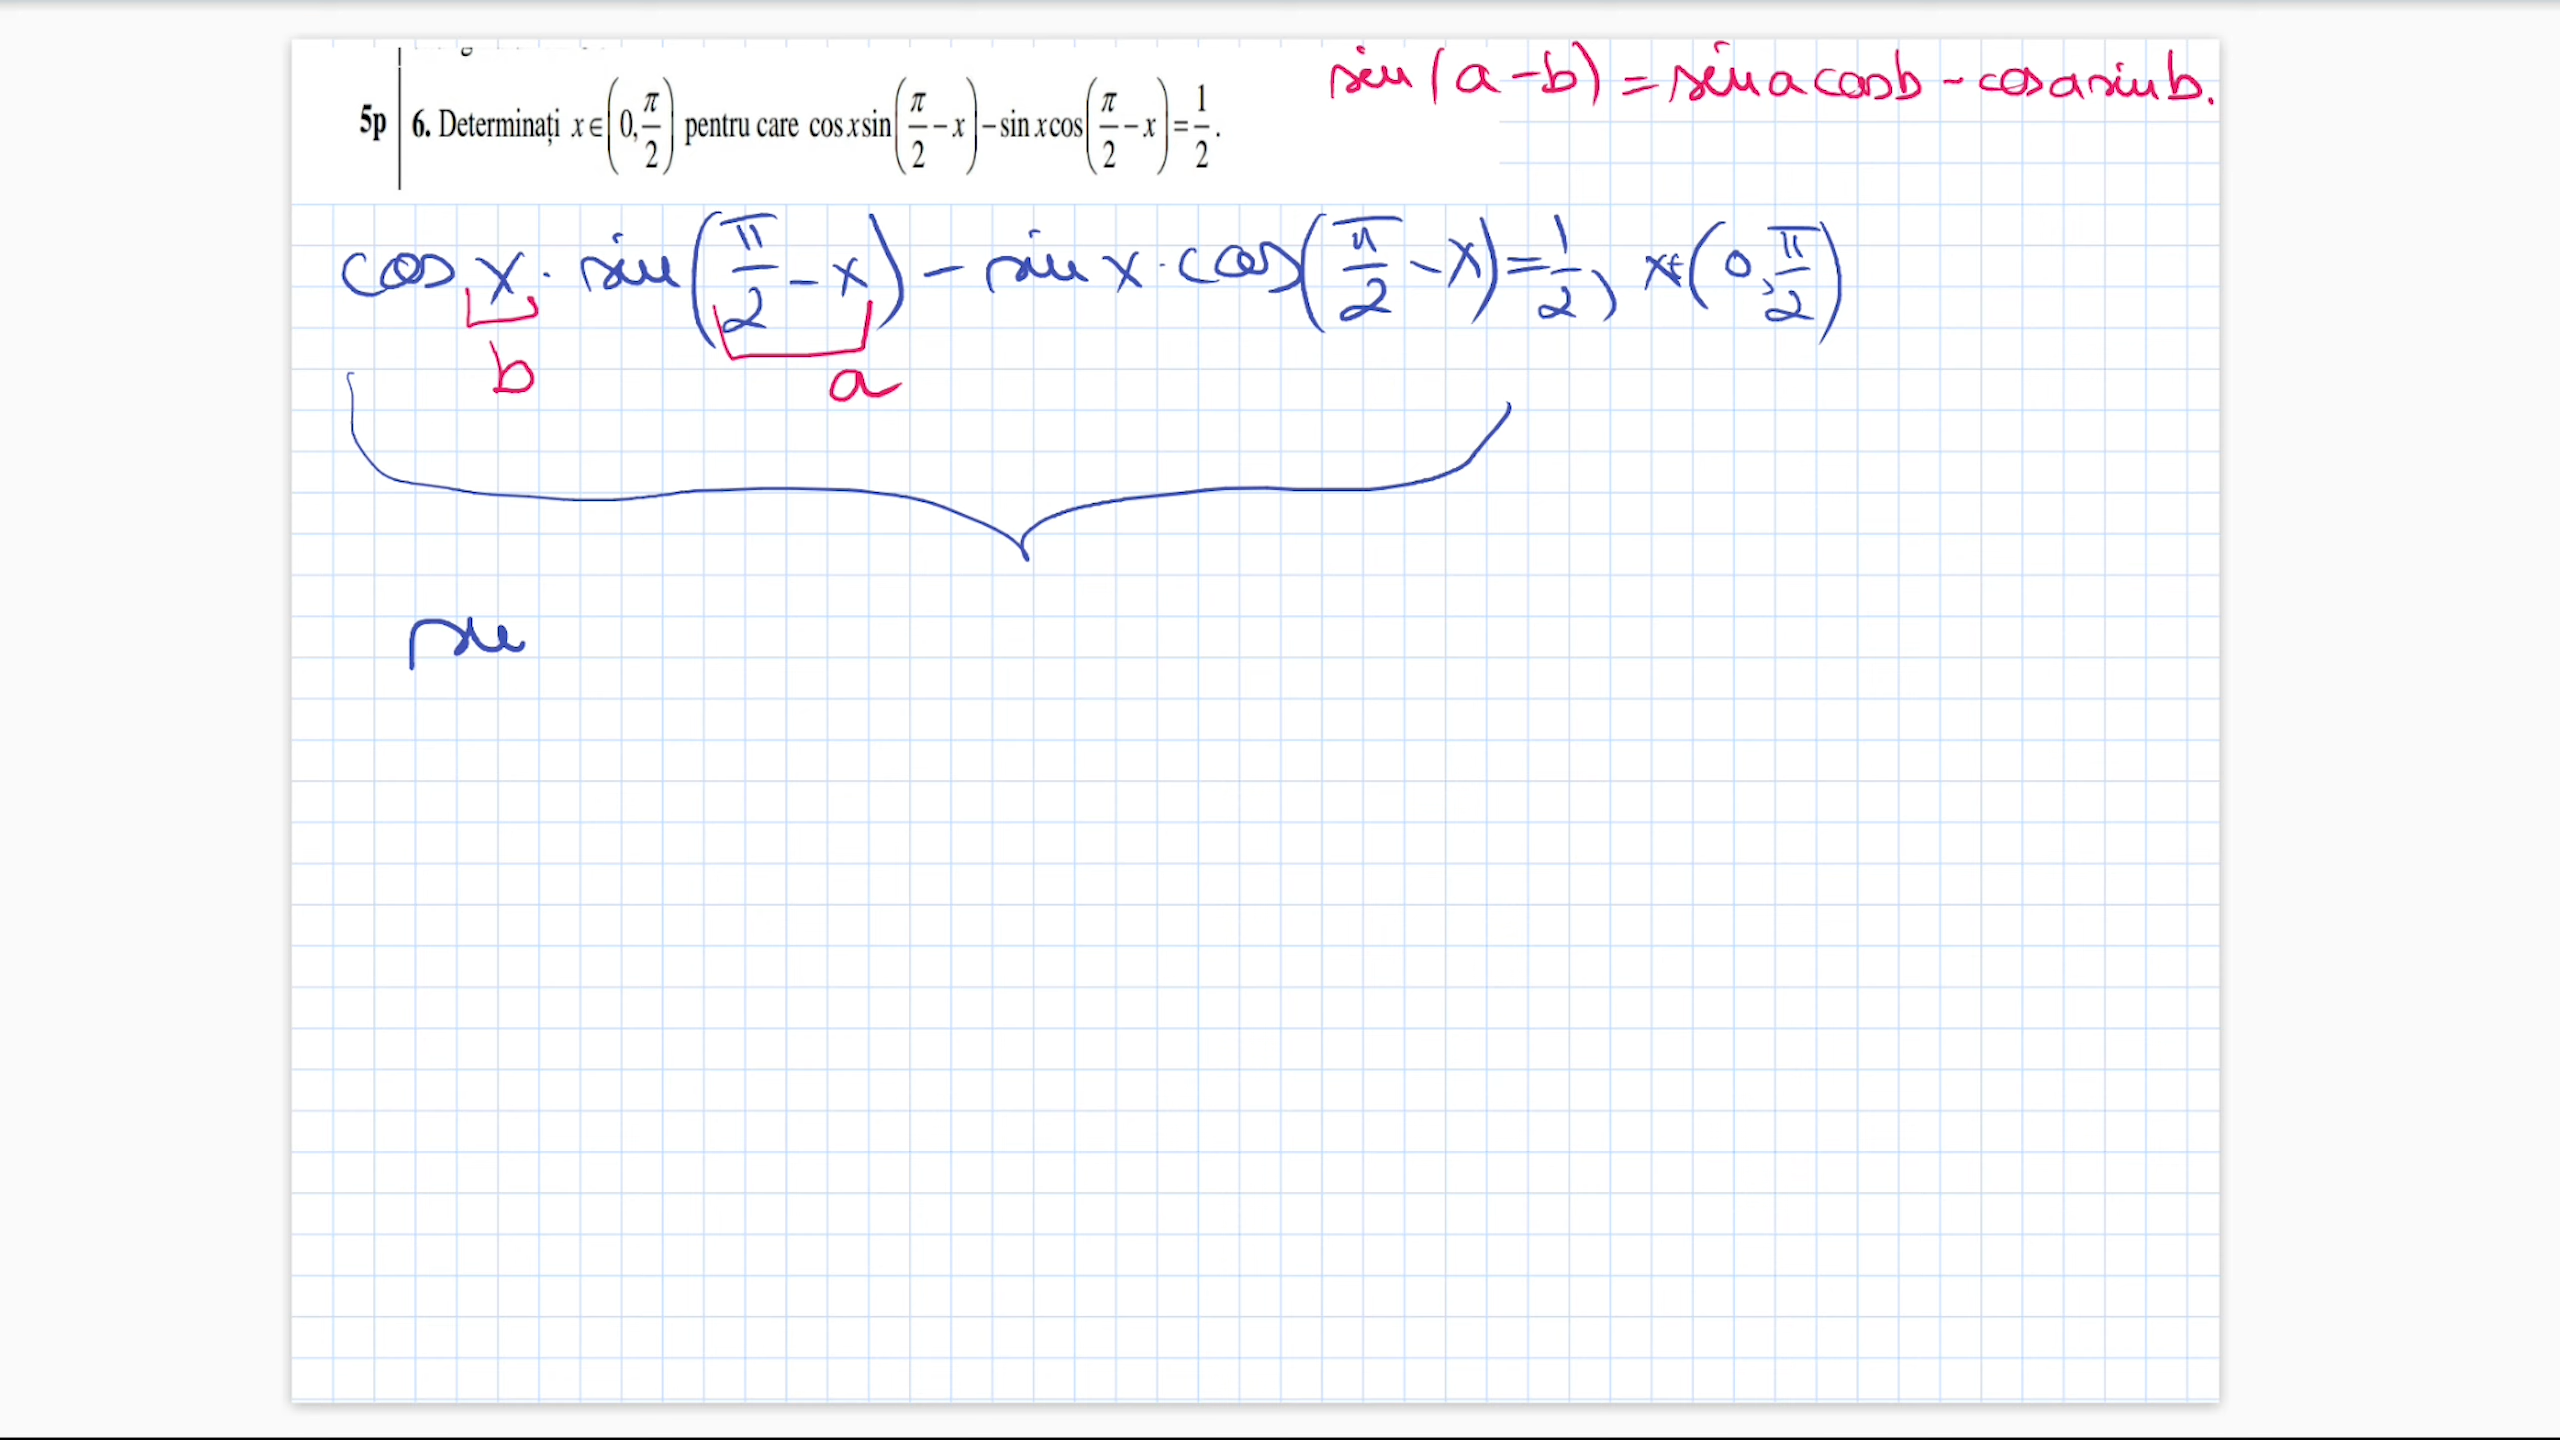 5p 6. Determinați x∈(0, π/2) pentru care cos x sin(π/2 − x) − sin x cos(π/2 − x) = 1/2.
sin(a-b) = sin a cos b - cos a sin b.
cos x · sin(π/2 - x) - sin x · cos(π/2 - x) = 1/2, x∈(0, π/2)
b a
sin